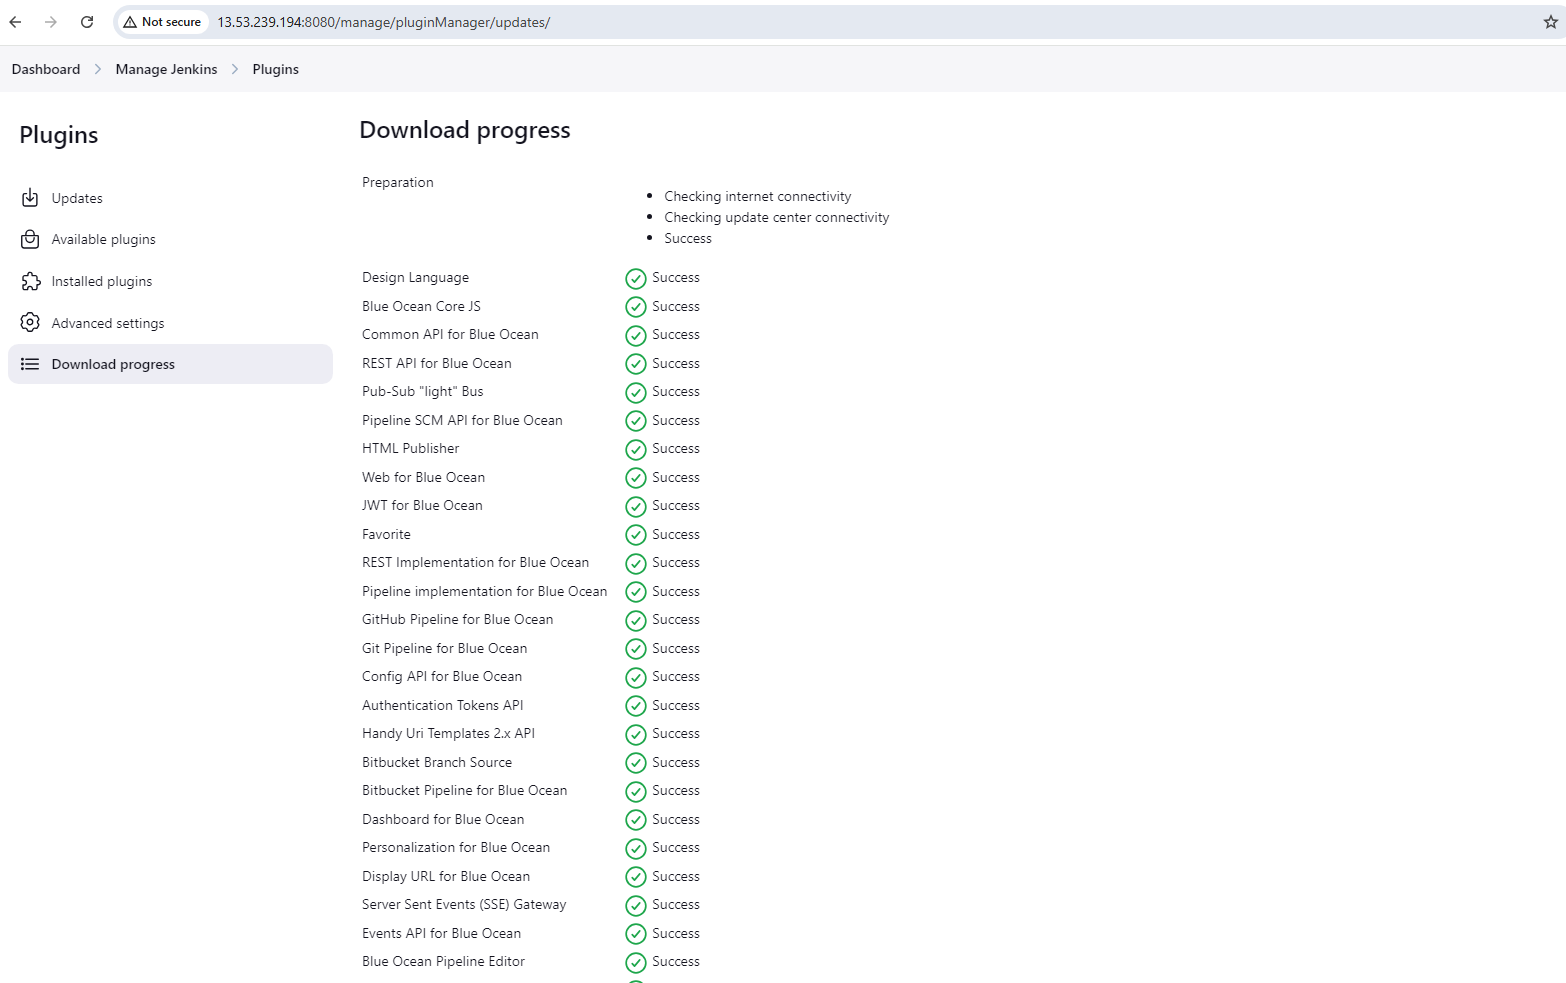 Not secure 13.53.239.194:8080/manage/pluginManager/updates/
Dashboard Manage Jenkins Plugins
Plugins
Updates
Available plugins
Installed plugins
Advanced settings
Download progress
Download progress
Preparation
Checking internet connectivity
Checking update center connectivity
Success
Design Language Success
Blue Ocean Core JS Success
Common API for Blue Ocean Success
REST API for Blue Ocean Success
Pub-Sub "light" Bus Success
Pipeline SCM API for Blue Ocean Success
HTML Publisher Success
Web for Blue Ocean Success
JWT for Blue Ocean Success
Favorite Success
REST Implementation for Blue Ocean Success
Pipeline implementation for Blue Ocean Success
GitHub Pipeline for Blue Ocean Success
Git Pipeline for Blue Ocean Success
Config API for Blue Ocean Success
Authentication Tokens API Success
Handy Uri Templates 2.x API Success
Bitbucket Branch Source Success
Bitbucket Pipeline for Blue Ocean Success
Dashboard for Blue Ocean Success
Personalization for Blue Ocean Success
Display URL for Blue Ocean Success
Server Sent Events (SSE) Gateway Success
Events API for Blue Ocean Success
Blue Ocean Pipeline Editor Success